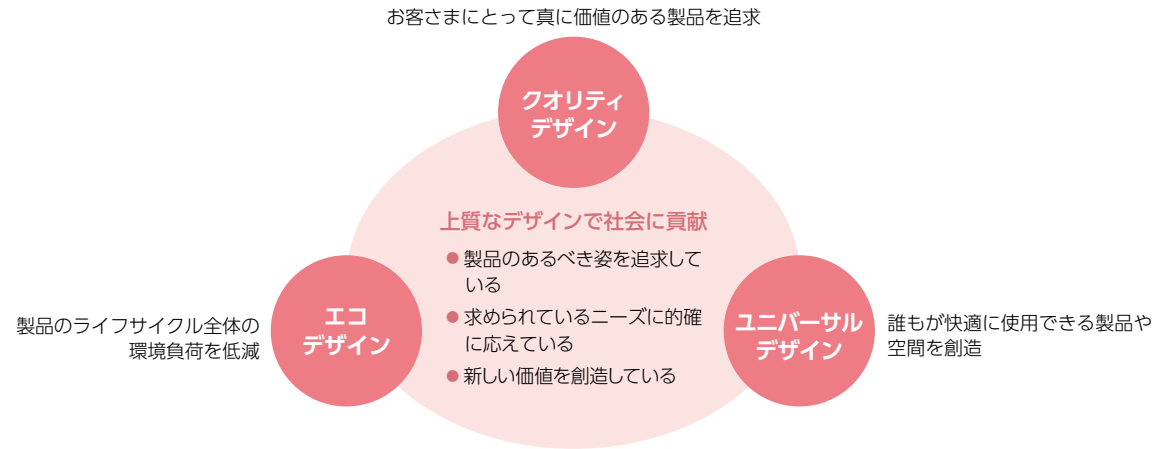 お客さまにとって真に価値のある製品を追求
クオリティ
デザイン
上質なデザインで社会に貢献
● 製品のあるべき姿を追求して
いる
● 求められているニーズに的確
に応えている
● 新しい価値を創造している
エコ
デザイン
製品のライフサイクル全体の
環境負荷を低減
ユニバーサル
デザイン
誰もが快適に使用できる製品や
空間を創造